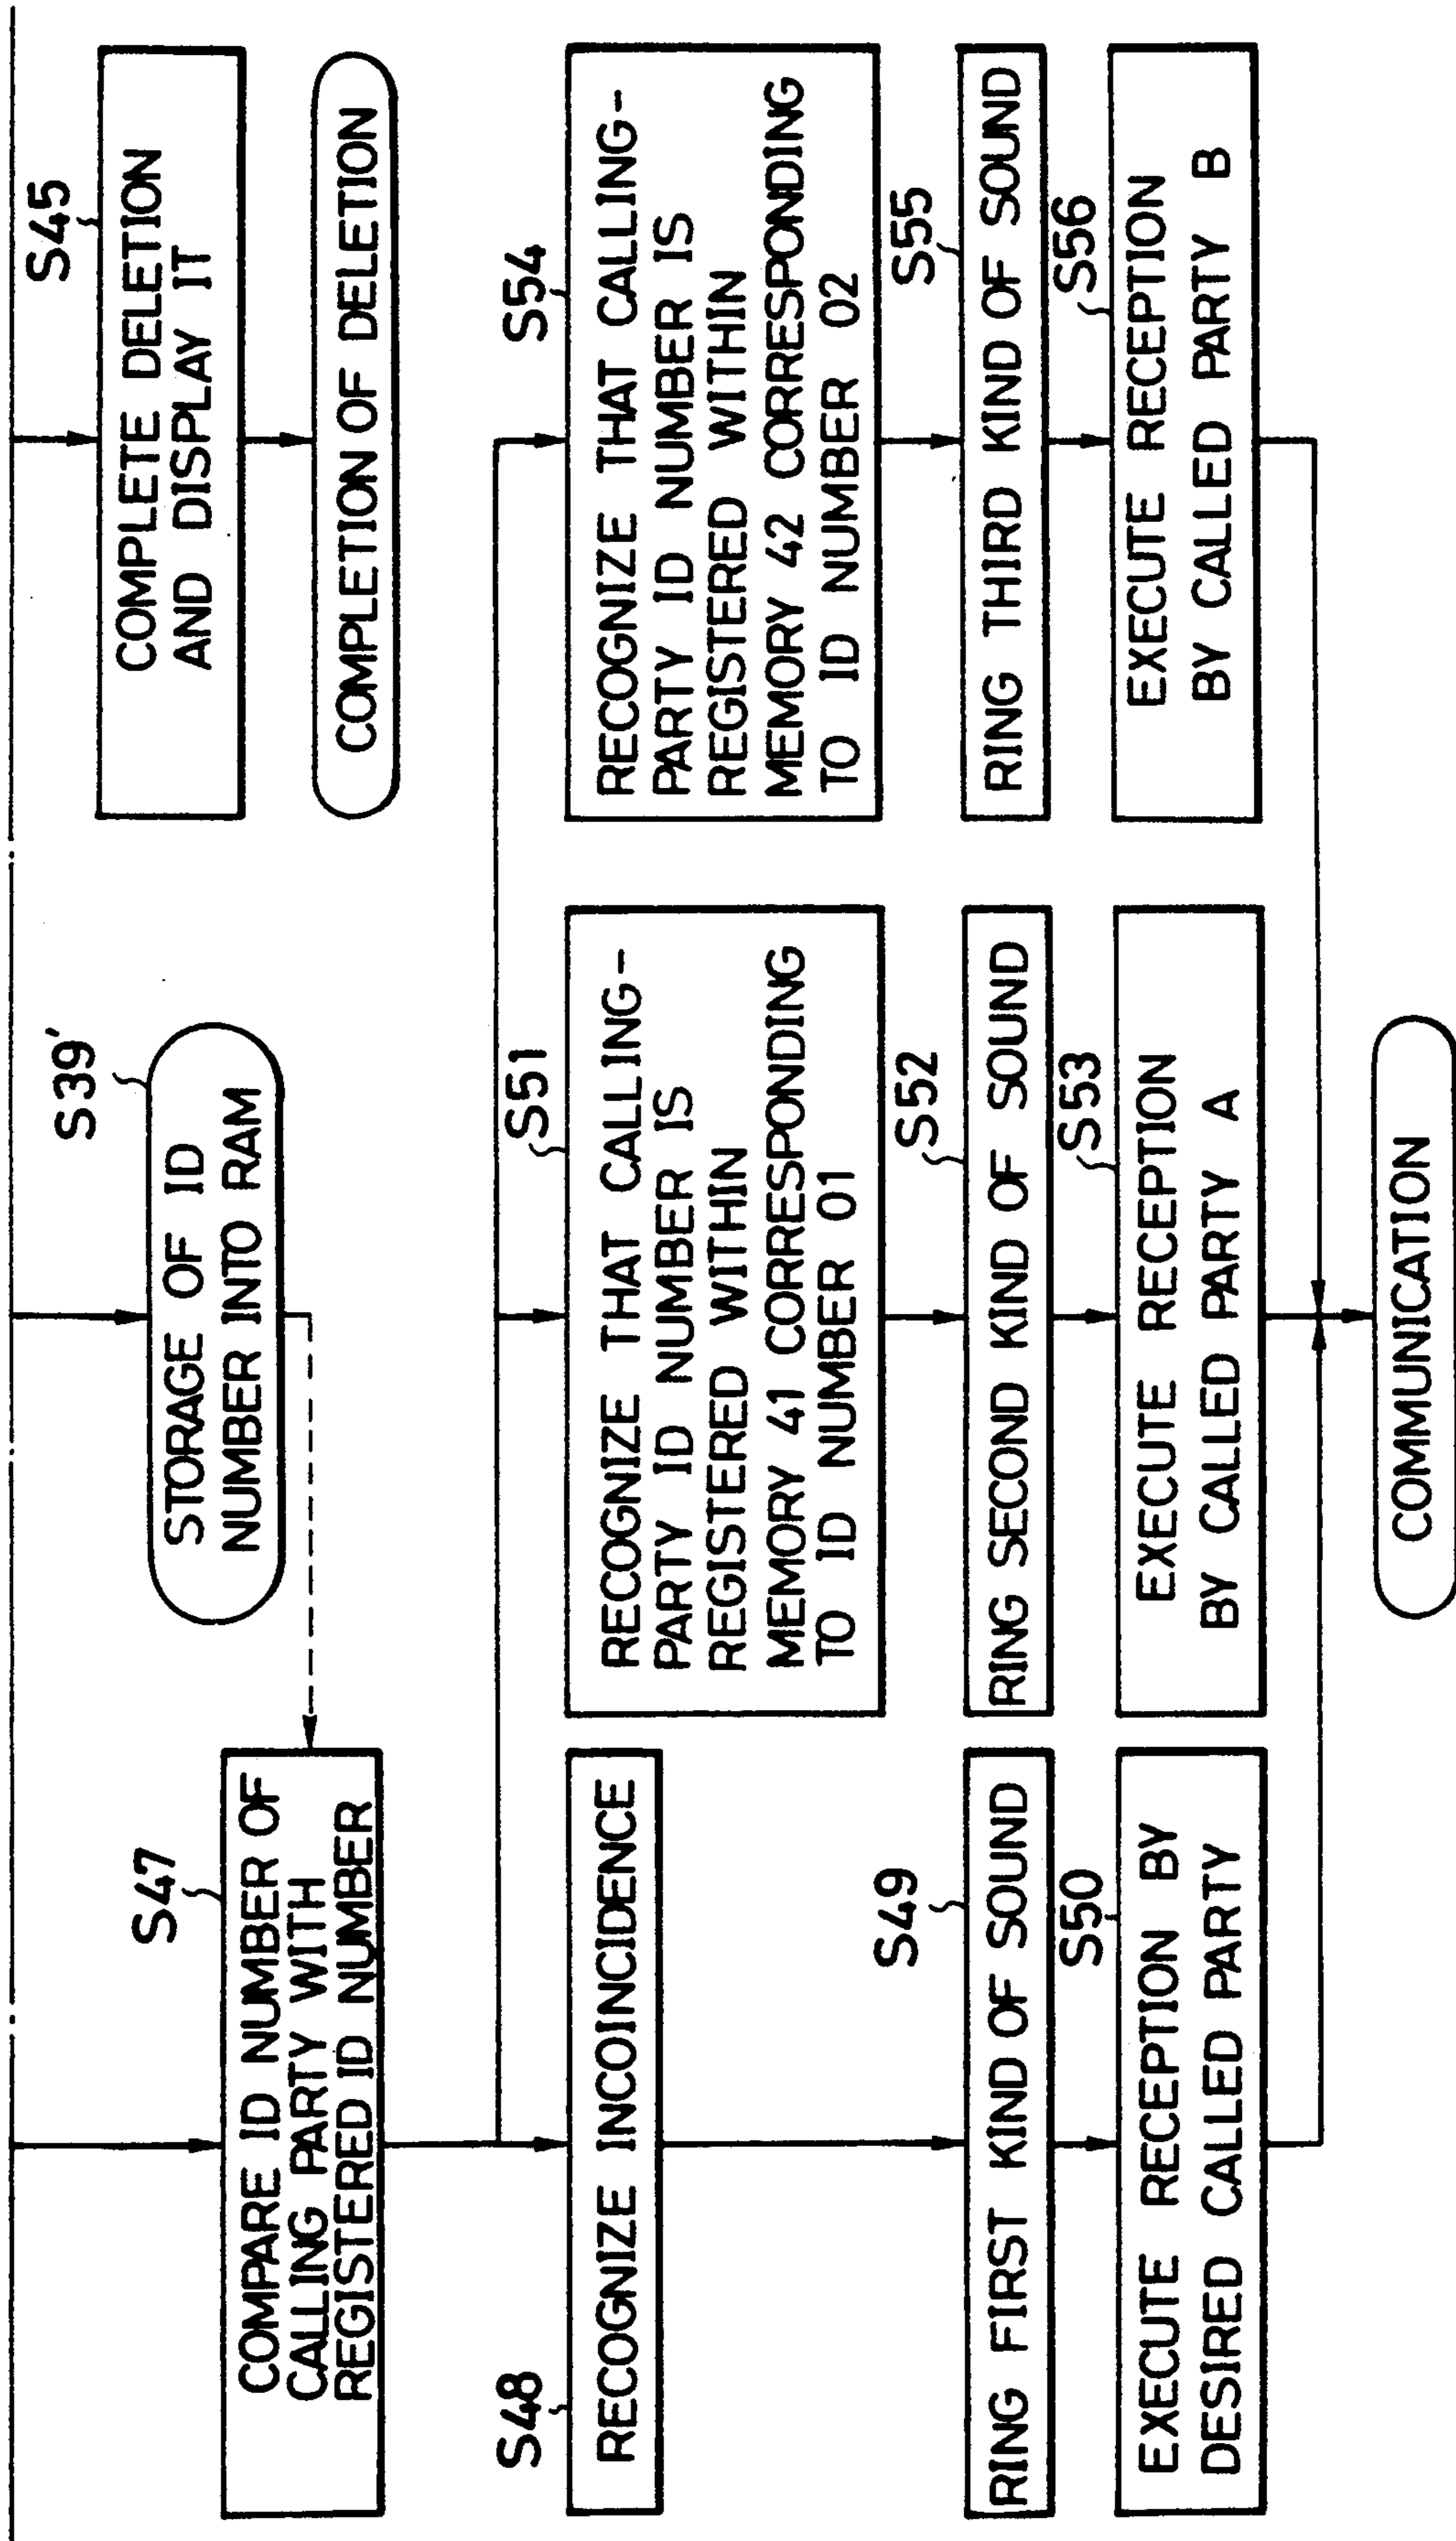 S47
COMPARE ID NUMBER OF
CALLING PARTY WITH
REGISTERED ID NUMBER
S39'
STORAGE OF ID
NUMBER INTO RAM
S45
COMPLETE DELETION
AND DISPLAY IT
COMPLETION OF DELETION
S48
RECOGNIZE INCOINCIDENCE
S49
RING FIRST KIND OF SOUND
S50
EXECUTE RECEPTION BY
DESIRED CALLED PARTY
S51
RECOGNIZE THAT CALLING-
PARTY ID NUMBER IS
REGISTERED WITHIN
MEMORY 41 CORRESPONDING
TO ID NUMBER 01
S52
RING SECOND KIND OF SOUND
S53
EXECUTE RECEPTION
BY CALLED PARTY A
S54
RECOGNIZE THAT CALLING-
PARTY ID NUMBER IS
REGISTERED WITHIN
MEMORY 42 CORRESPONDING
TO ID NUMBER 02
S55
RING THIRD KIND OF SOUND
S56
EXECUTE RECEPTION
BY CALLED PARTY B
COMMUNICATION